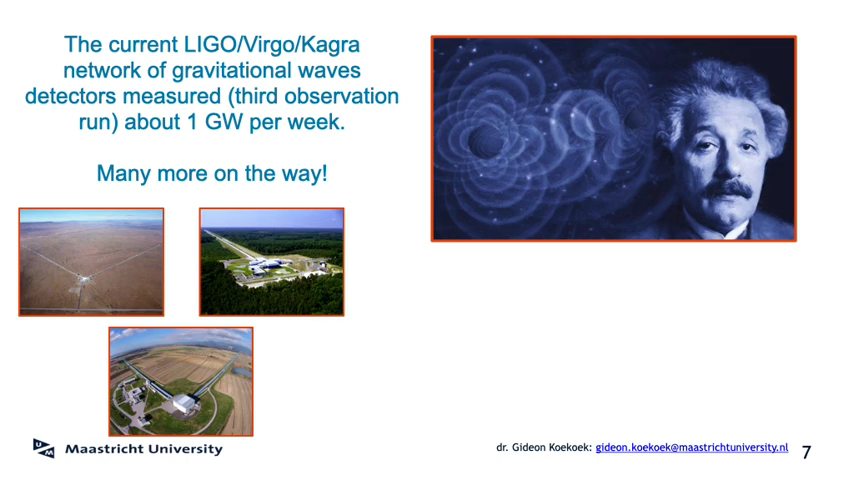 The current LIGO/Virgo/Kagra
network of gravitational waves
detectors measured (third observation
run) about 1 GW per week.
Many more on the way!
UM Maastricht University
dr. Gideon Koekoek: gideon.koekoek@maastrichtuniversity.nl
7